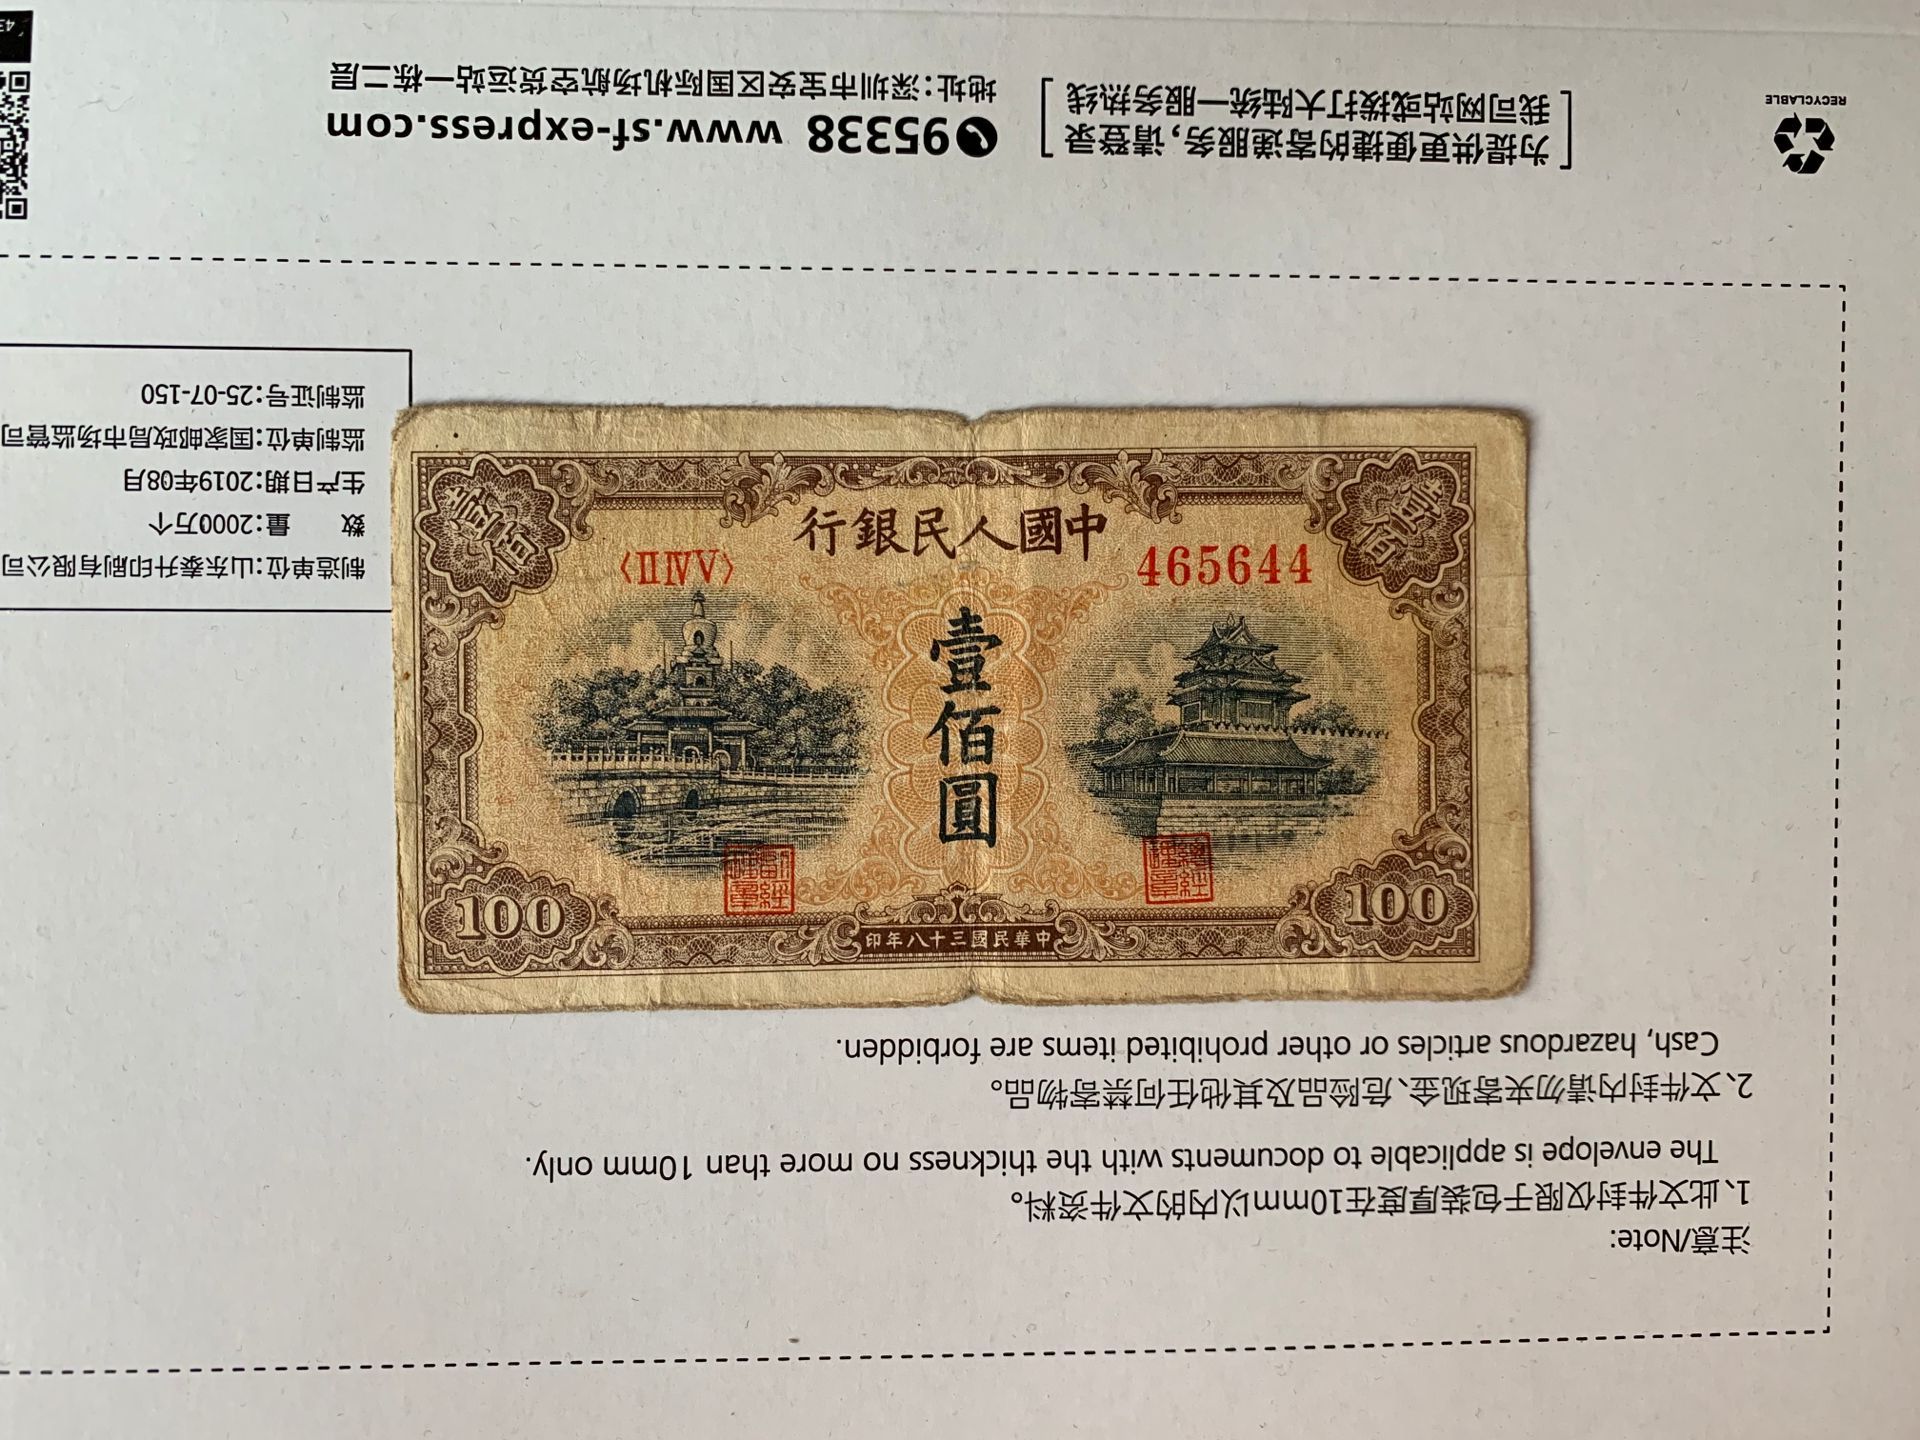 中國人民銀行
〈ⅡⅣⅤ〉
465644
壹佰
壹佰
壹佰圓
總經理章
副經理章
100
100
中華民國三十八年印
注意/Note:
1、此文件封仅限于包装厚度在10mm以内的文件资料。
The envelope is applicable to documents with the thickness no more than 10mm only.
2、文件封内请勿夹寄现金、危险品及其他任何禁寄物品。
Cash, hazardous articles or other prohibited items are forbidden.
制造单位:山东泰升印刷有限公司
数 量:2000万个
生产日期:2019年08月
监制单位:国家邮政局市场监管司
监制证号:25-07-150
为提供更便捷的寄递服务,请登录
我司网站或拨打大陆统一服务热线
95338 www.sf-express.com
地址:深圳市宝安区国际机场航空货运站一栋二层
RECYCLABLE